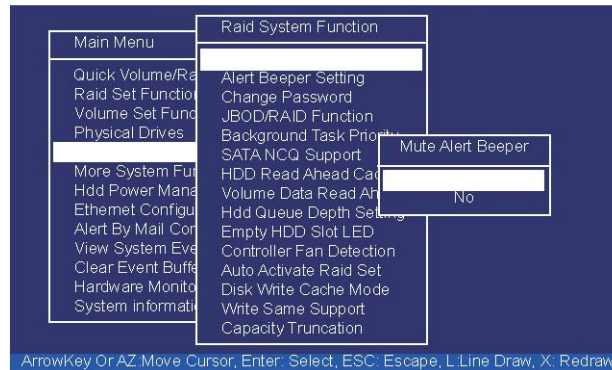 Main Menu
Quick Volume/Ra
Raid Set Function
Volume Set Func
Physical Drives
More System Fun
Hdd Power Mana
Ethernet Configu
Alert By Mail Con
View System Eve
Clear Event Buffe
Hardware Monito
System informati
Raid System Function
Alert Beeper Setting
Change Password
JBOD/RAID Function
Background Task Priority
SATA NCQ Support
HDD Read Ahead Cac
Volume Data Read Ah
Hdd Queue Depth Setting
Empty HDD Slot LED
Controller Fan Detection
Auto Activate Raid Set
Disk Write Cache Mode
Write Same Support
Capacity Truncation
Mute Alert Beeper
No
ArrowKey Or AZ:Move Cursor, Enter: Select, ESC: Escape, L:Line Draw, X: Redraw